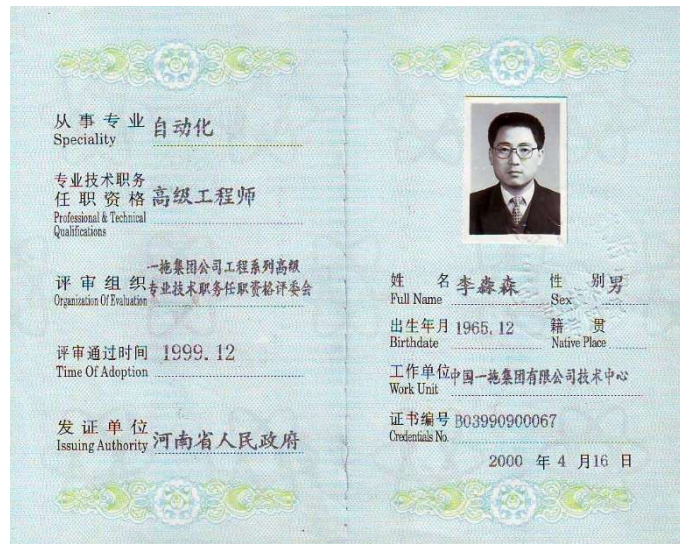 从事专业 自动化
Speciality
专业技术职务
任职资格 高级工程师
Professional & Technical
Qualifications
一拖集团公司工程系列高级
评审组织 专业技术职务任职资格评委会
Organization Of Evaluation
评审通过时间 1999.12
Time Of Adoption
发证单位 河南省人民政府
Issuing Authority
姓 名 李森森 性 别 男
Full Name Sex
出生年月 1965.12 籍 贯
Birthdate Native Place
工作单位 中国一拖集团有限公司技术中心
Work Unit
证书编号 B03990900067
Credentials No.
2000 年 4 月 16 日